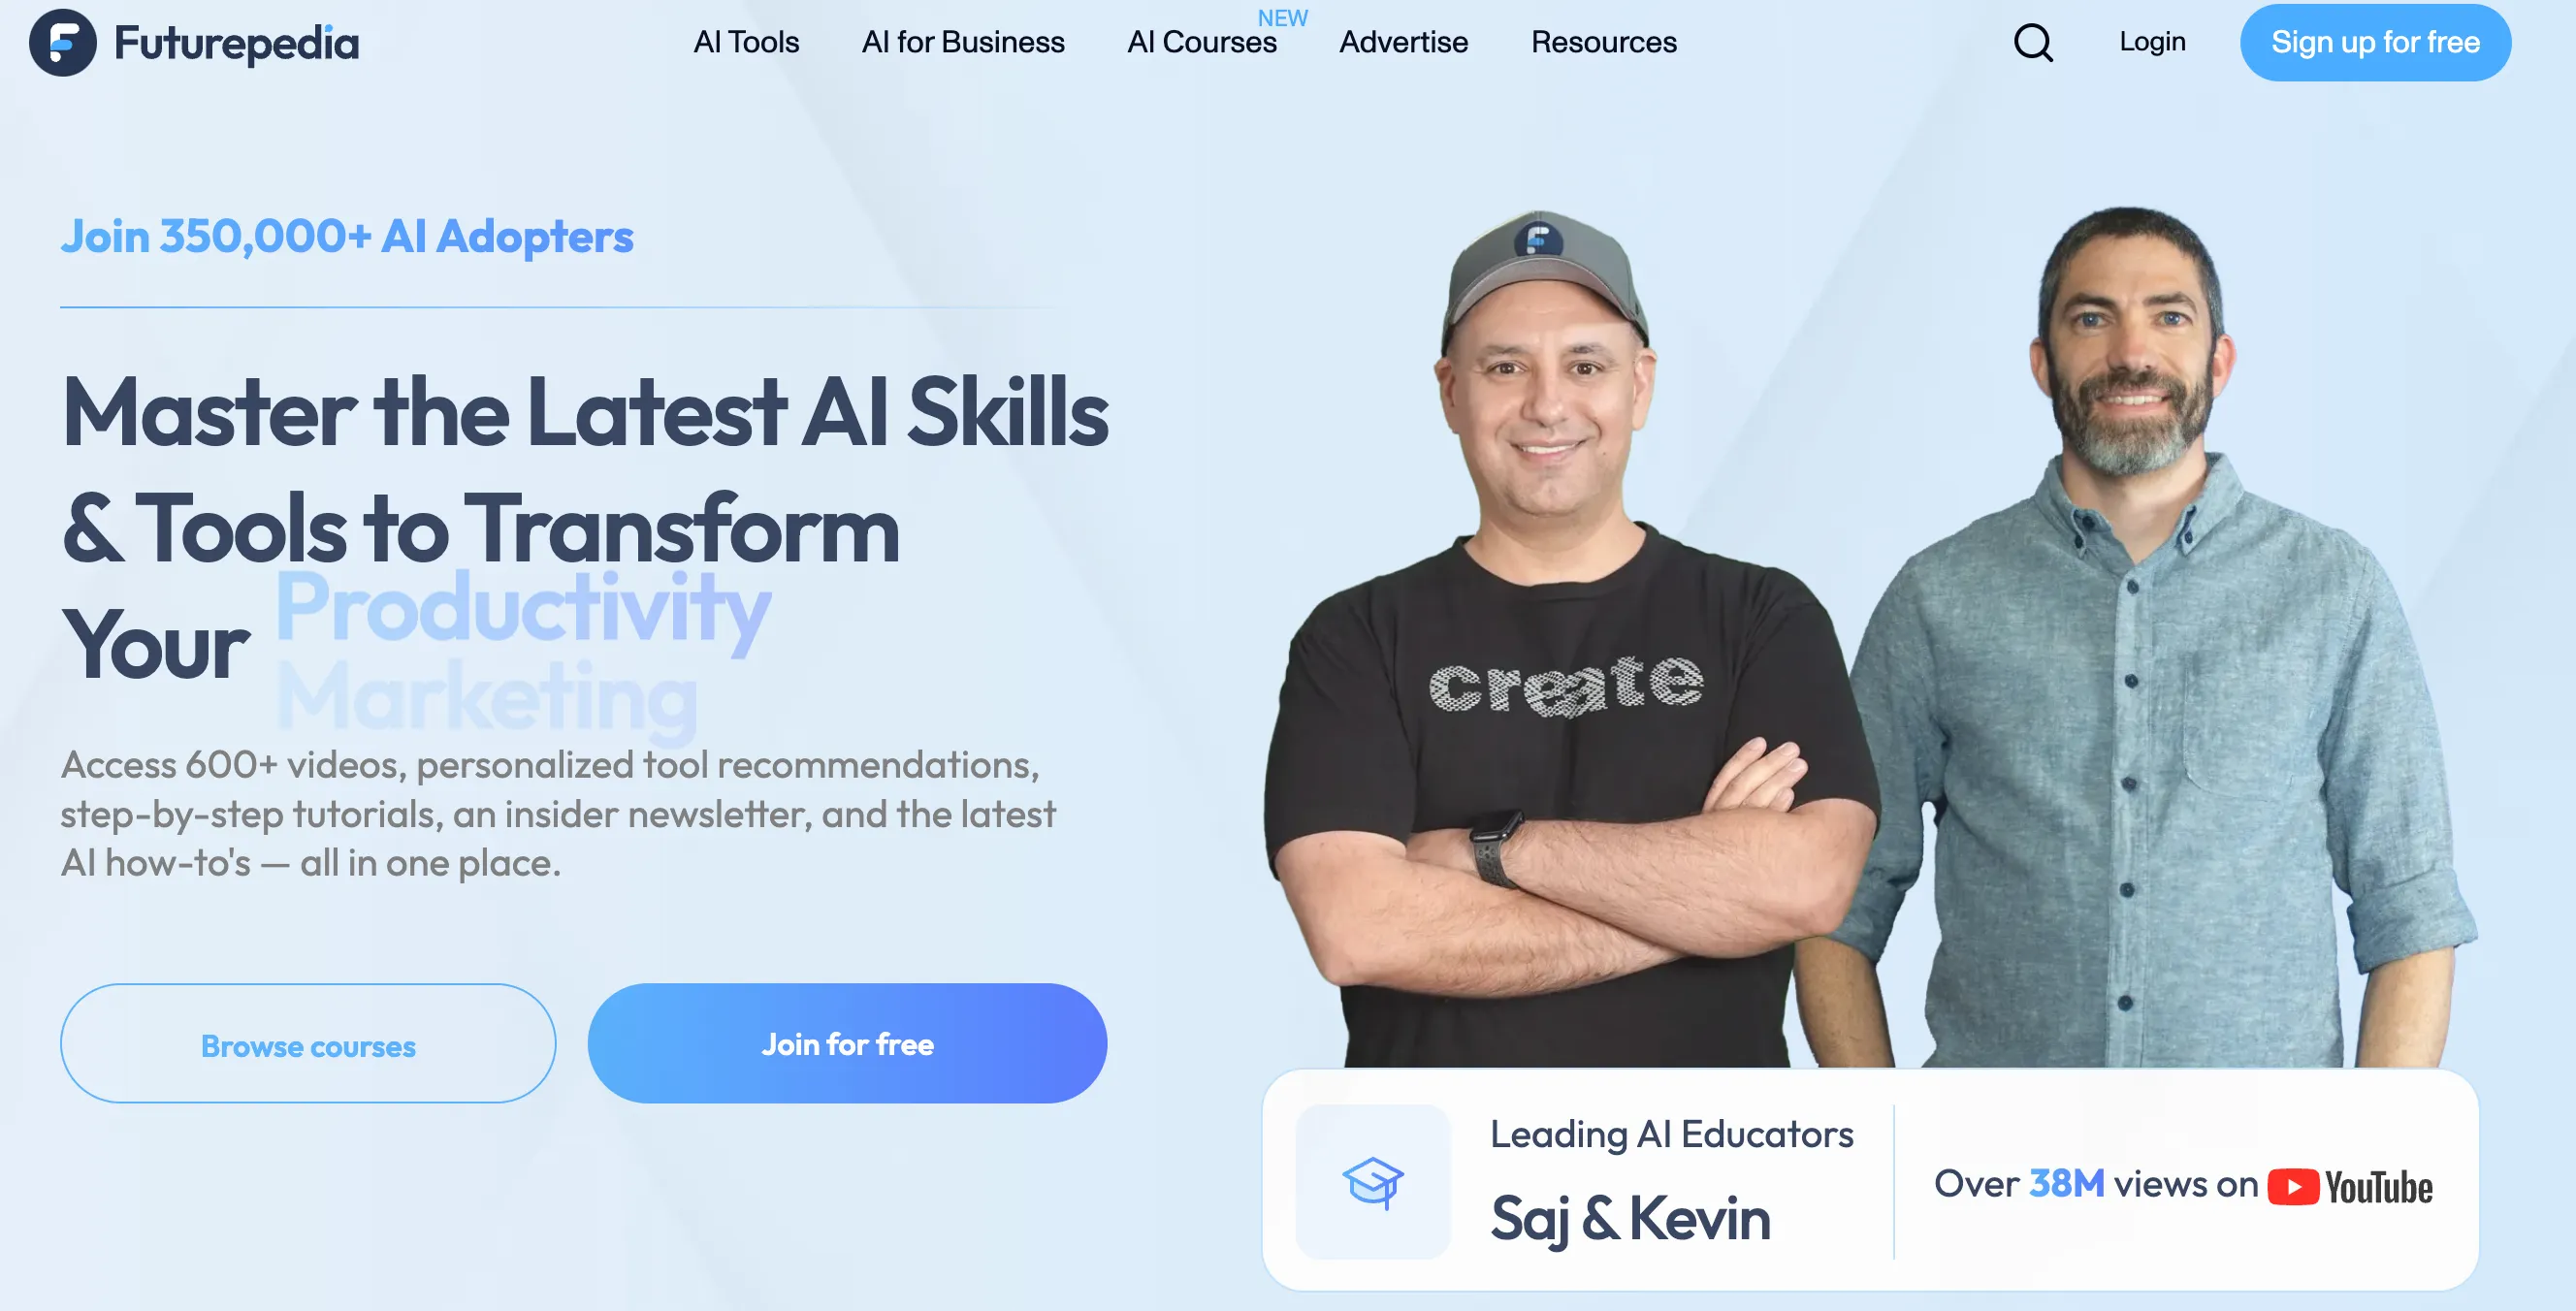 Futurepedia
AI Tools
AI for Business
AI Courses
NEW
Advertise
Resources
Login
Sign up for free
Join 350,000+ AI Adopters
Master the Latest AI Skills
& Tools to Transform
Your
Productivity
Marketing
Access 600+ videos, personalized tool recommendations,
step-by-step tutorials, an insider newsletter, and the latest
AI how-to's — all in one place.
Browse courses
Join for free
create
Leading AI Educators
Saj & Kevin
Over 38M views on YouTube